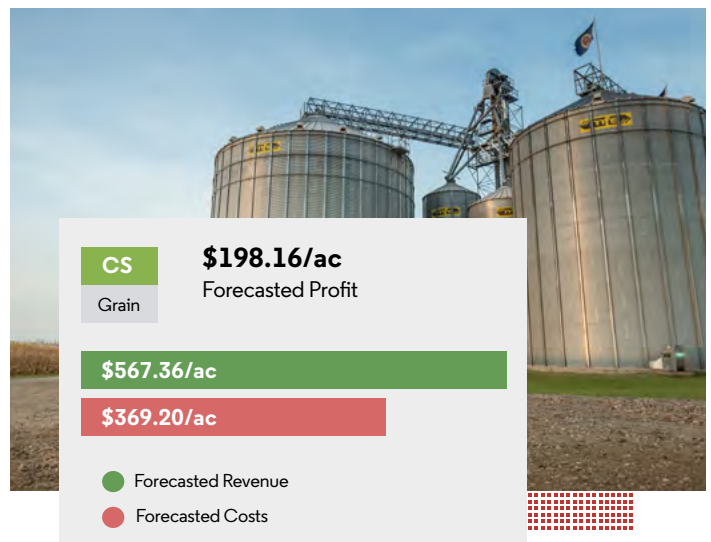 CS
Grain
$198.16/ac
Forecasted Profit
$567.36/ac
$369.20/ac
Forecasted Revenue
Forecasted Costs